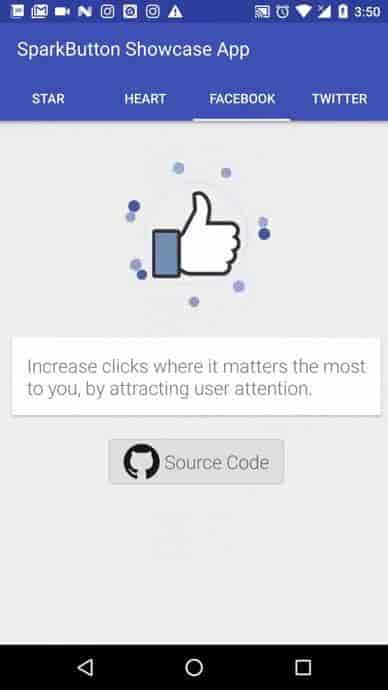 3:50
SparkButton Showcase App
STAR HEART FACEBOOK TWITTER
Increase clicks where it matters the most
to you, by attracting user attention.
Source Code